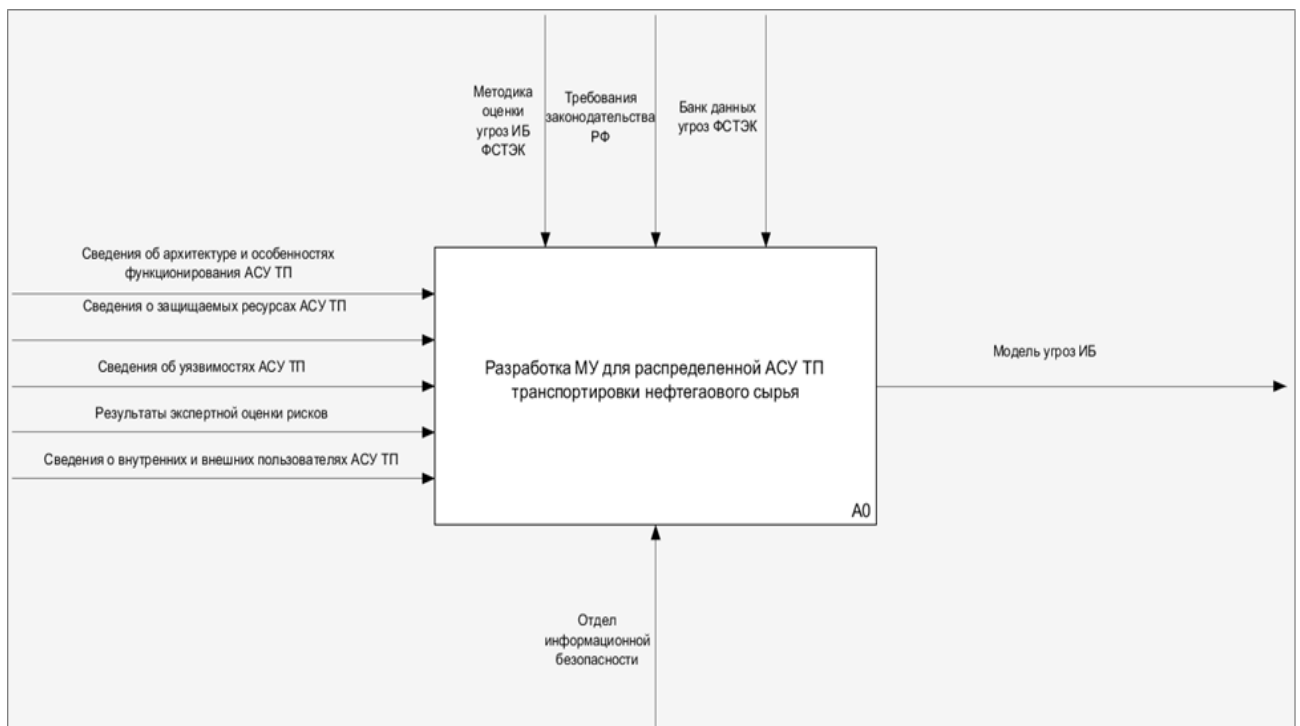 Методика
оценки
угроз ИБ
ФСТЭК
Требования
законодательства
РФ
Банк данных
угроз ФСТЭК
Сведения об архитектуре и особенностях
функционирования АСУ ТП
Сведения о защищаемых ресурсах АСУ ТП
Сведения об уязвимостях АСУ ТП
Результаты экспертной оценки рисков
Сведения о внутренних и внешних пользователях АСУ ТП
Разработка МУ для распределенной АСУ ТП
транспортировки нефтегаового сырья
A0
Модель угроз ИБ
Отдел
информационной
безопасности